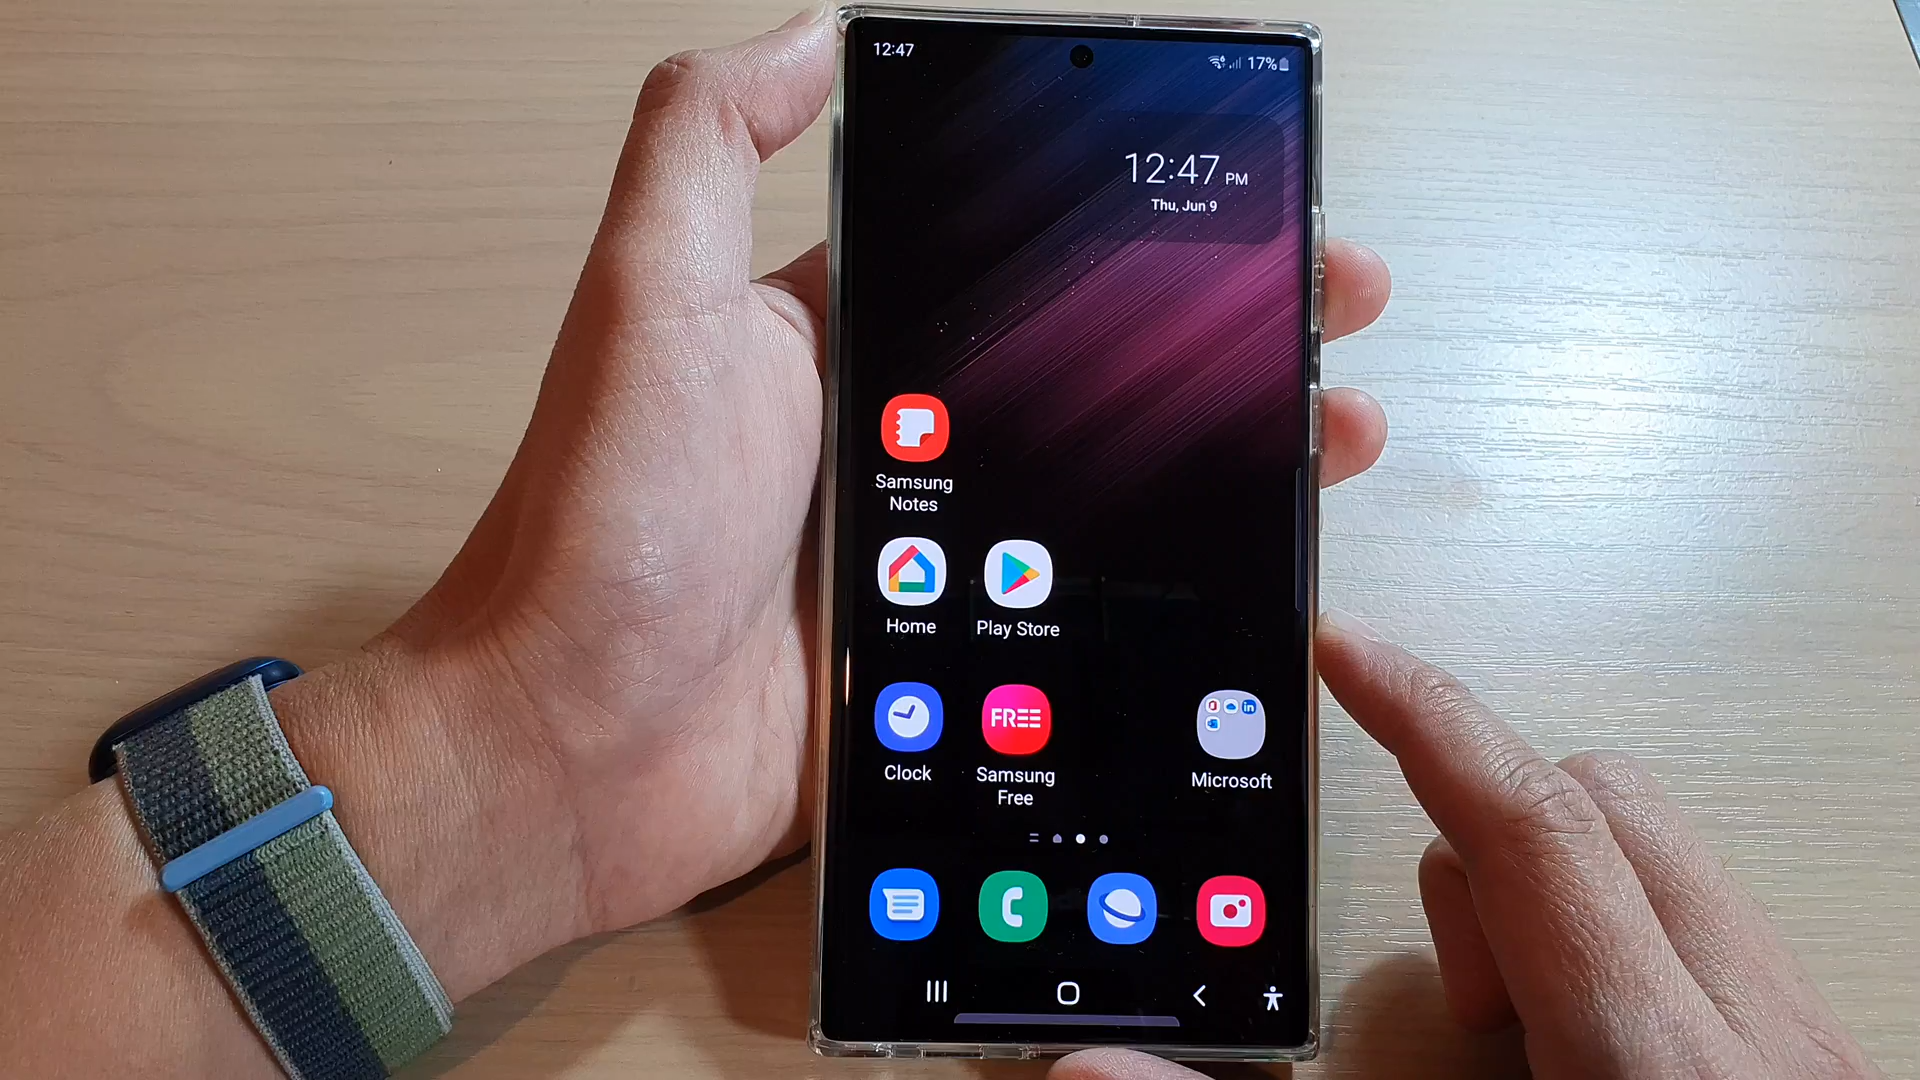 12:47
17%
12:47 PM
Thu, Jun 9
Samsung
Notes
Home
Play Store
FREE
Clock
Samsung
Free
in
Microsoft